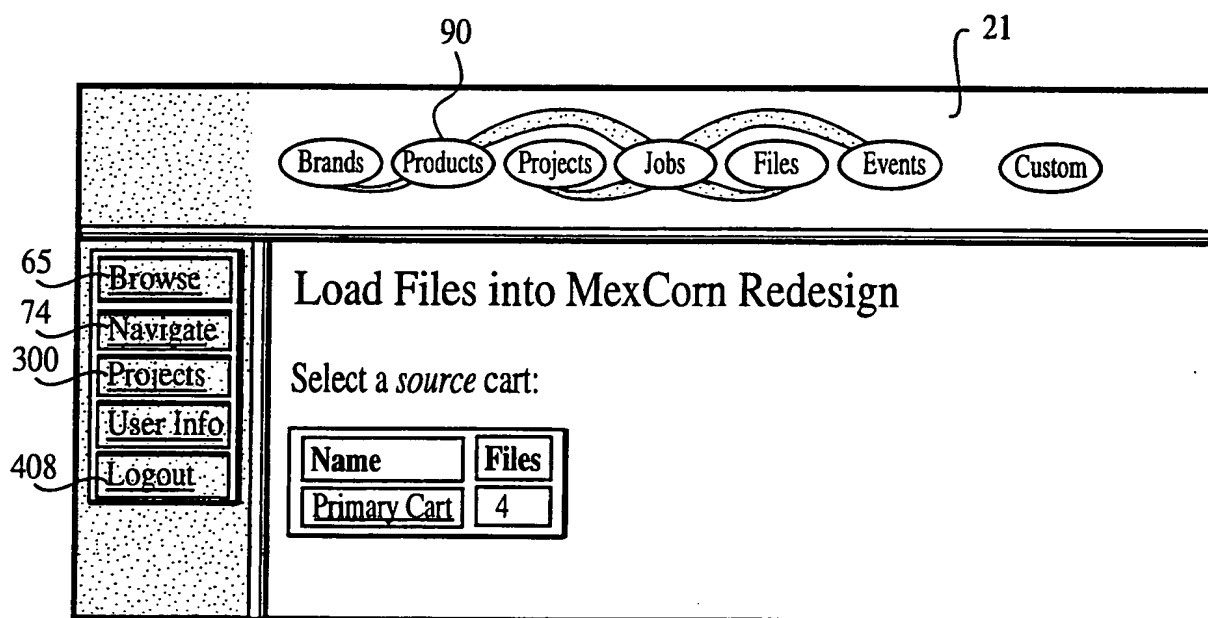 90
21
Brands Products Projects Jobs Files Events Custom
65
Browse
74
Navigate
300
Projects
User Info
408
Logout
Load Files into MexCorn Redesign
Select a source cart:
Name Files
Primary Cart 4